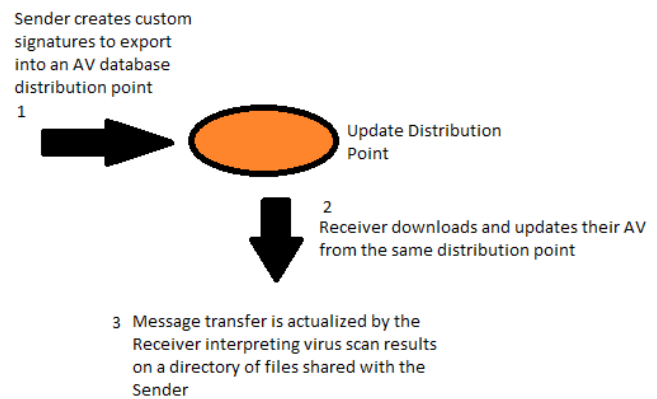 Sender creates custom
signatures to export
into an AV database
distribution point
1
Update Distribution
Point
2
Receiver downloads and updates their AV
from the same distribution point
3 Message transfer is actualized by the
Receiver interpreting virus scan results
on a directory of files shared with the
Sender